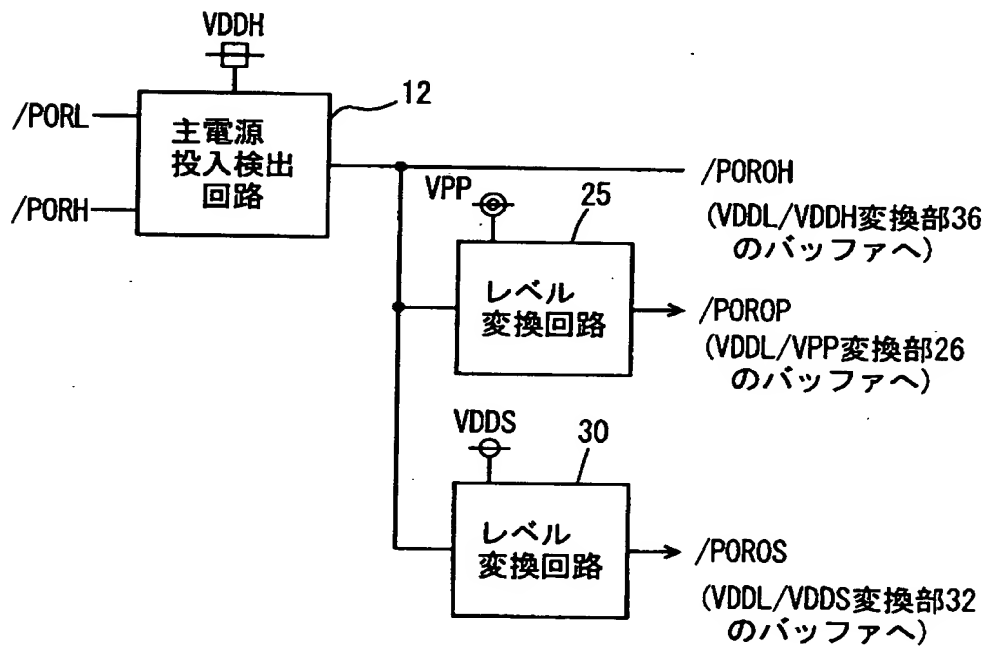 VDDH
12
/PORL
主電源
投入検出
回路
/PORH
/POROH
(VDDL/VDDH変換部36
のバッファへ)
VPP
25
レベル
変換回路
/POROP
(VDDL/VPP変換部26
のバッファへ)
VDDS
30
レベル
変換回路
/POROS
(VDDL/VDDS変換部32
のバッファへ)